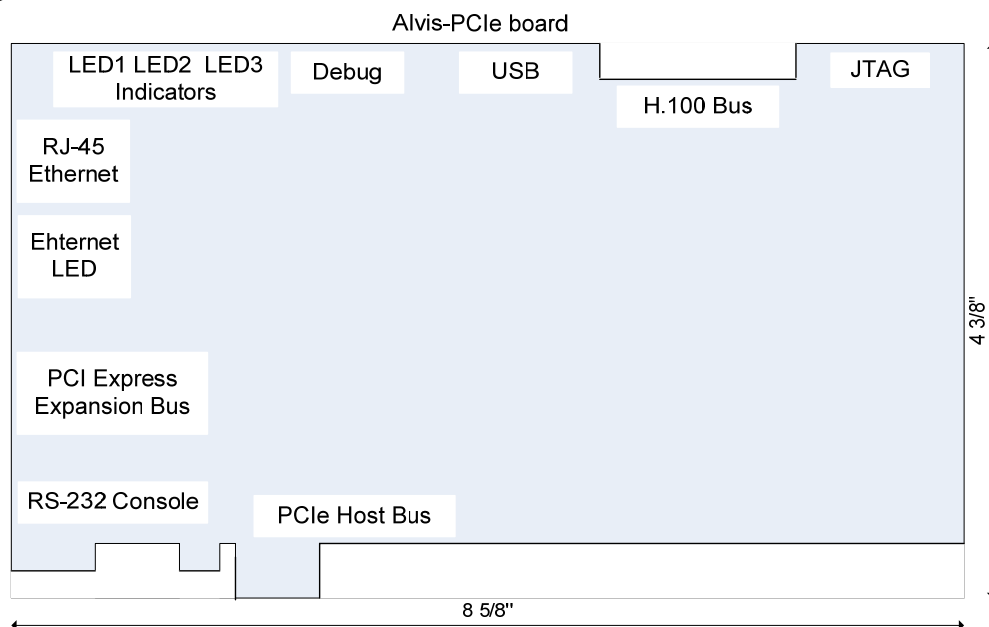 Alvis-PCIe board
LED1 LED2 LED3
Indicators
Debug
USB
JTAG
H.100 Bus
RJ-45
Ethernet
Ehternet
LED
4 3/8"
PCI Express
Expansion Bus
RS-232 Console
PCIe Host Bus
8 5/8"